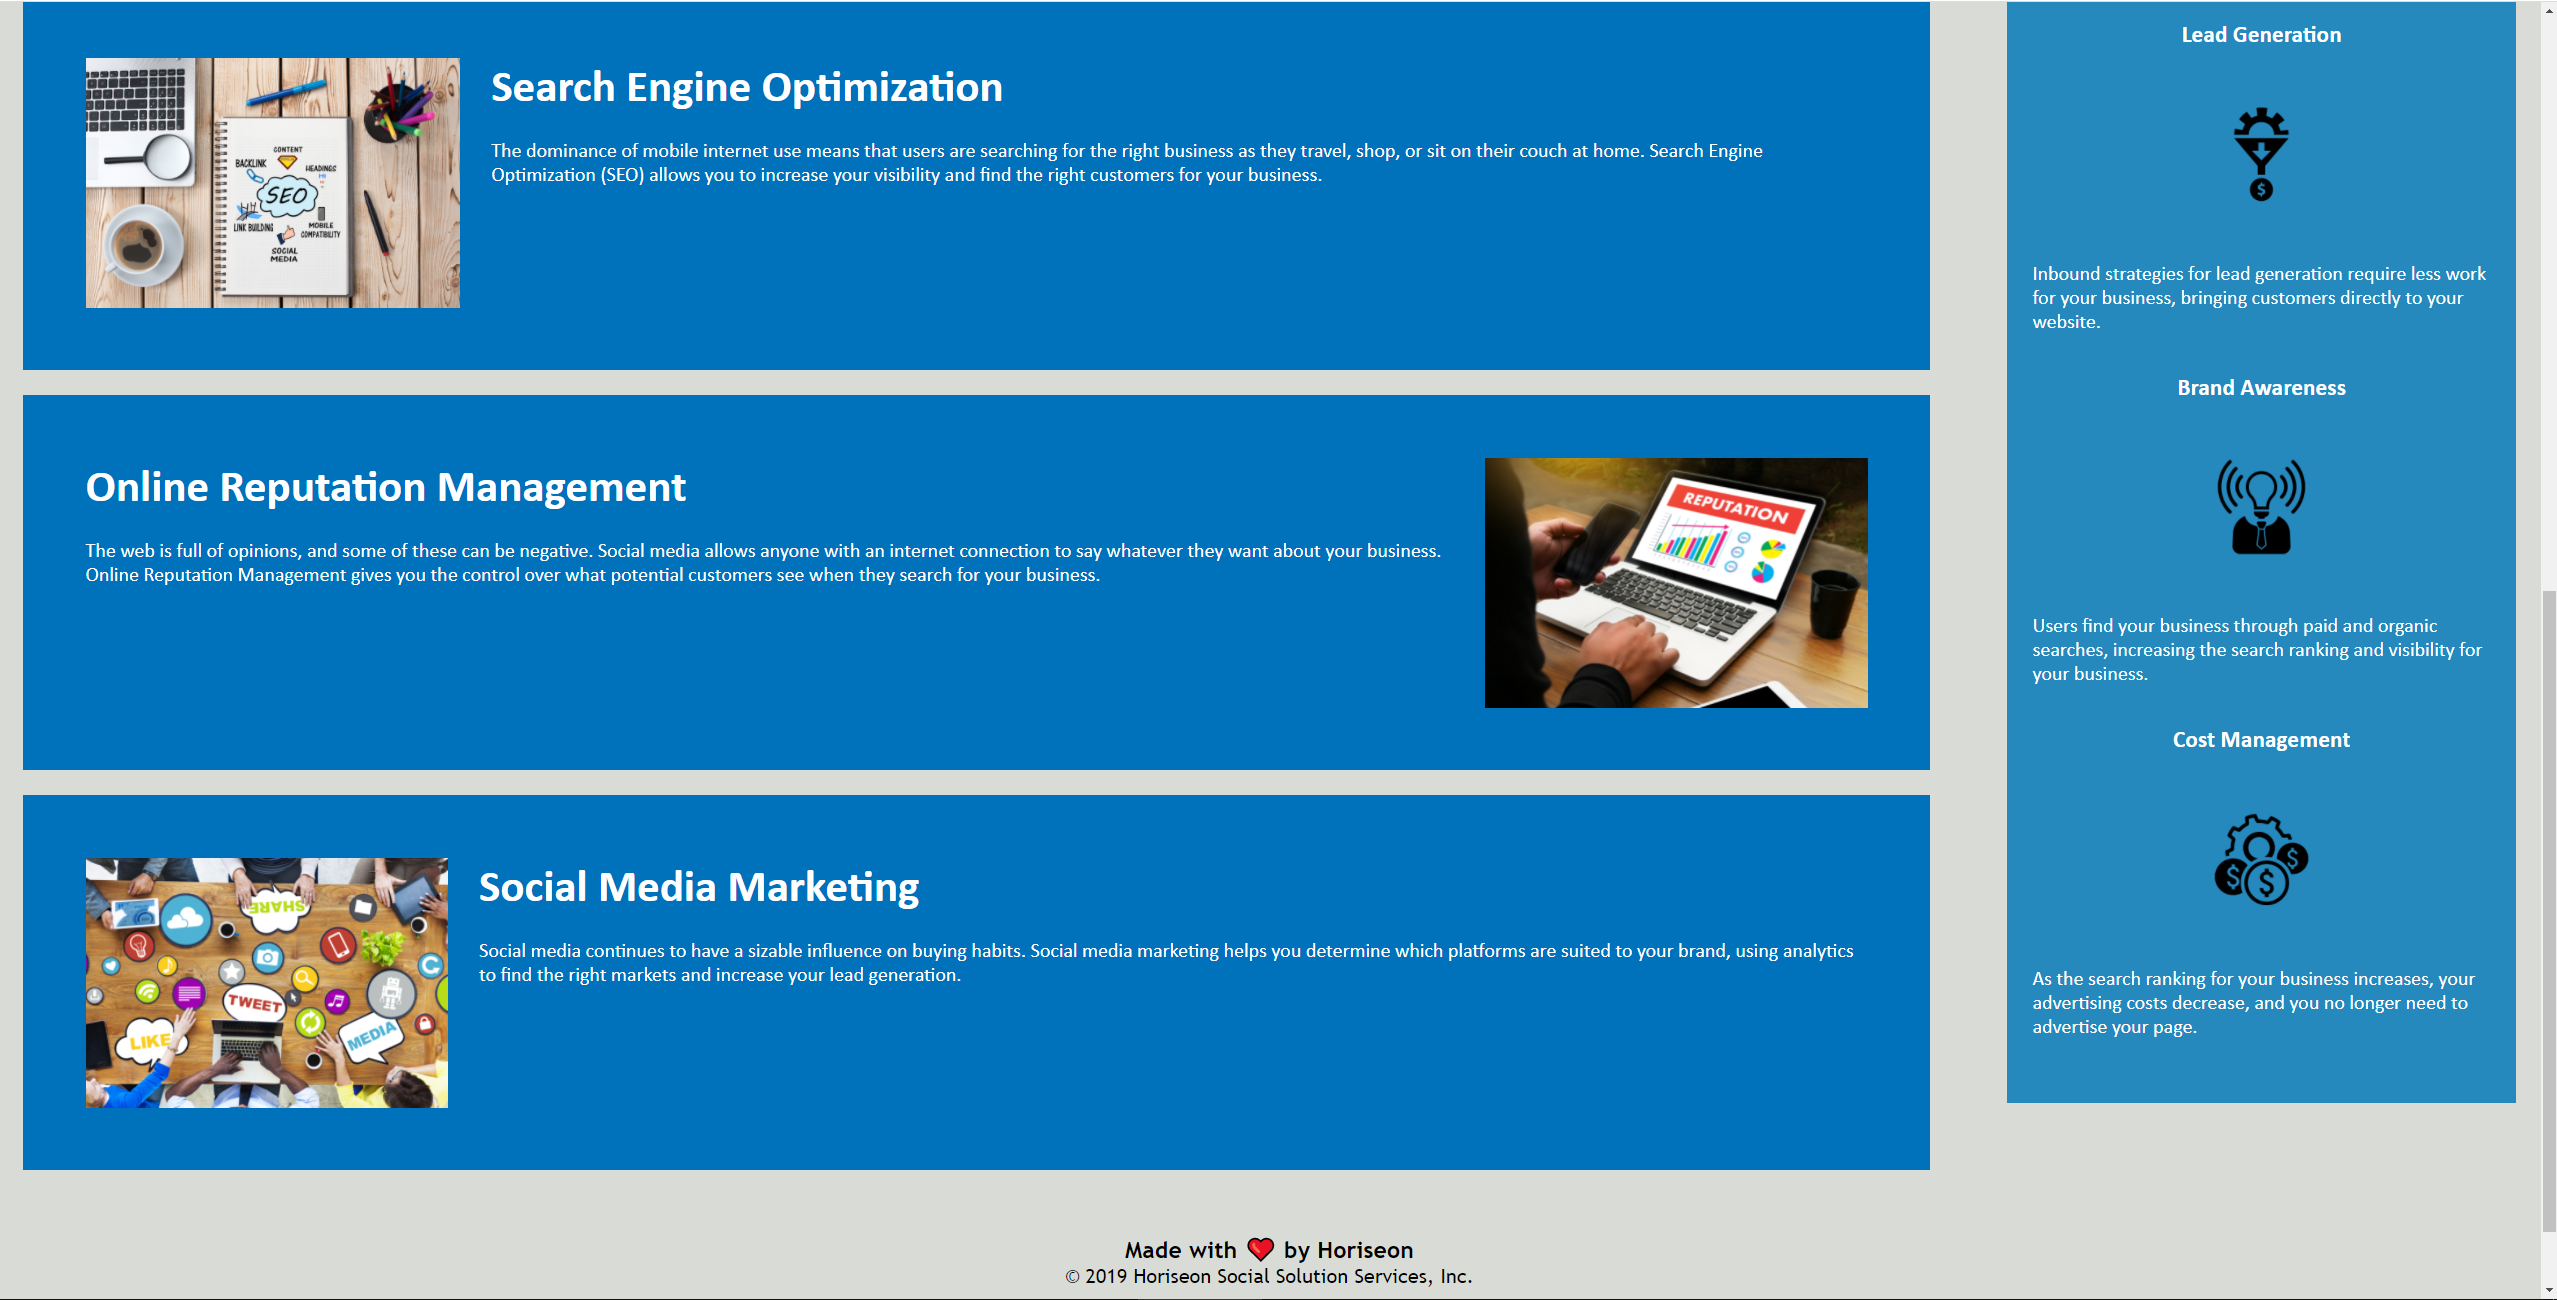 Search Engine Optimization
The dominance of mobile internet use means that users are searching for the right business as they travel, shop, or sit on their couch at home. Search Engine
Optimization (SEO) allows you to increase your visibility and find the right customers for your business.
CONTENT
BACKLINK
HEADINGS
SEO
LINK BUILDING
MOBILE
COMPATIBILITY
SOCIAL
MEDIA
Online Reputation Management
The web is full of opinions, and some of these can be negative. Social media allows anyone with an internet connection to say whatever they want about your business.
Online Reputation Management gives you the control over what potential customers see when they search for your business.
REPUTATION
Social Media Marketing
Social media continues to have a sizable influence on buying habits. Social media marketing helps you determine which platforms are suited to your brand, using analytics
to find the right markets and increase your lead generation.
SHARE
TWEET
LIKE
MEDIA
Lead Generation
$
Inbound strategies for lead generation require less work
for your business, bringing customers directly to your
website.
Brand Awareness
Users find your business through paid and organic
searches, increasing the search ranking and visibility for
your business.
Cost Management
$ $ $
As the search ranking for your business increases, your
advertising costs decrease, and you no longer need to
advertise your page.
Made with ❤️ by Horiseon
© 2019 Horiseon Social Solution Services, Inc.